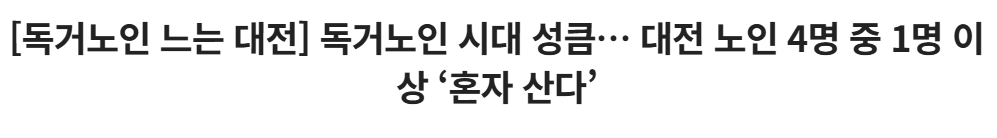 [독거노인 느는 대전] 독거노인 시대 성큼… 대전 노인 4명 중 1명 이
상 ‘혼자 산다’